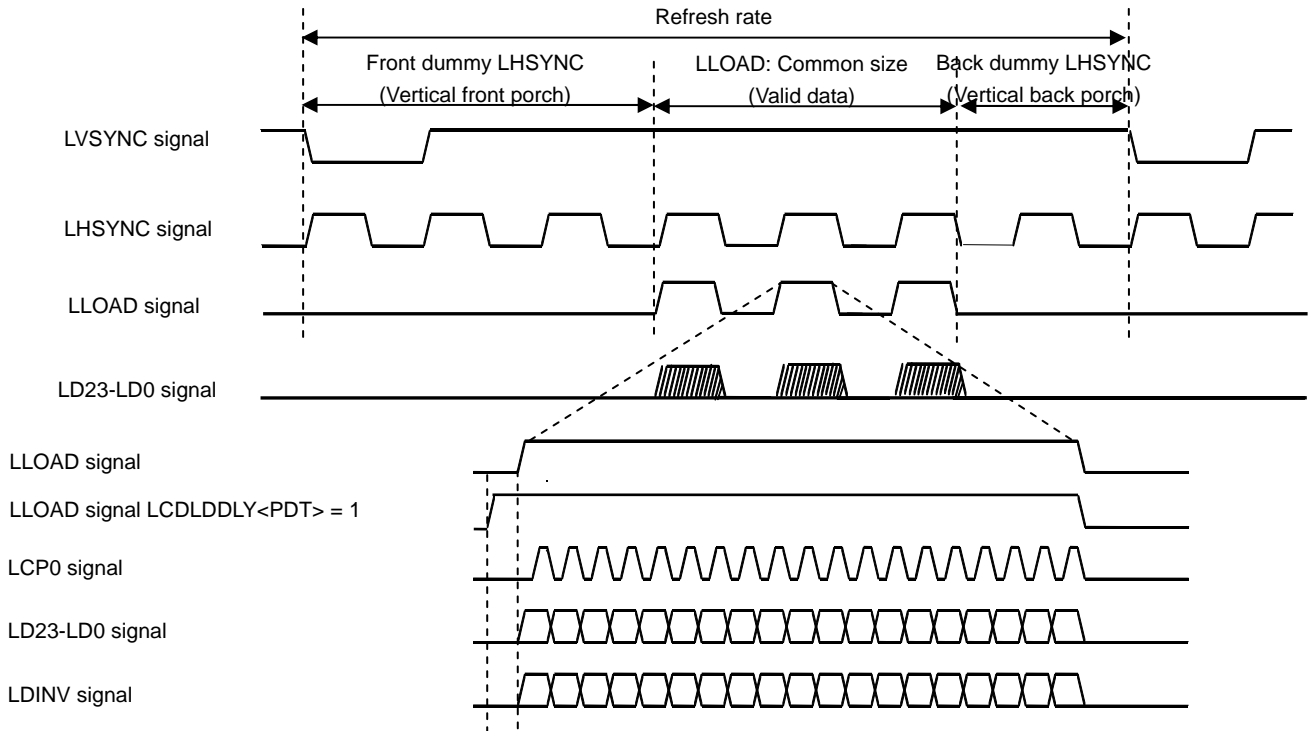 Refresh rate
Front dummy LHSYNC
(Vertical front porch)
LLOAD: Common size
(Valid data)
Back dummy LHSYNC
(Vertical back porch)
LVSYNC signal
LHSYNC signal
LLOAD signal
LD23-LD0 signal
LLOAD signal
LLOAD signal LCDLDDLY<PDT> = 1
LCP0 signal
LD23-LD0 signal
LDINV signal